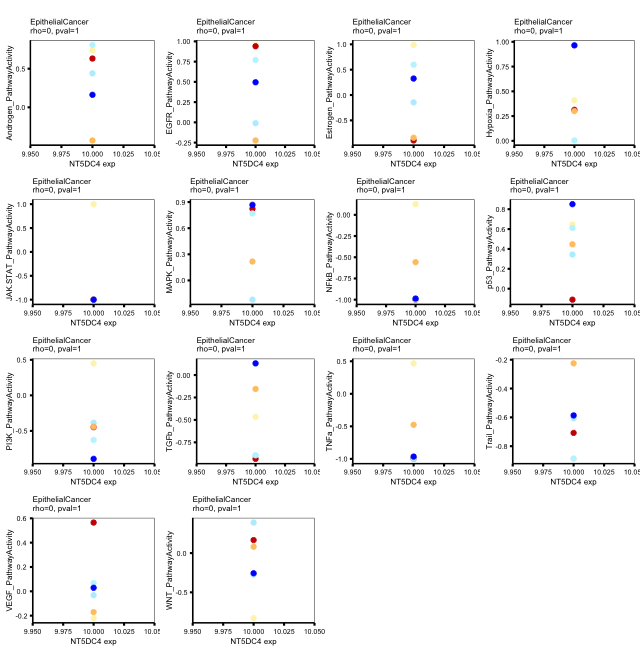 EpithelialCancer
rho=0, pval=1
Androgen_PathwayActivity
0.5
0.0
9.950 9.975 10.000 10.025 10.05
NT5DC4 exp
EpithelialCancer
rho=0, pval=1
EGFR_PathwayActivity
1.00
0.75
0.50
0.25
0.00
-0.25
9.950 9.975 10.000 10.025 10.05
NT5DC4 exp
EpithelialCancer
rho=0, pval=1
Estrogen_PathwayActivity
1.0
0.5
0.0
-0.5
9.950 9.975 10.000 10.025 10.05
NT5DC4 exp
EpithelialCancer
rho=0, pval=1
Hypoxia_PathwayActivity
1.00
0.75
0.50
0.25
0.00
9.950 9.975 10.000 10.025 10.05
NT5DC4 exp
EpithelialCancer
rho=0, pval=1
JAK.STAT_PathwayActivity
1.0
0.5
0.0
-0.5
-1.0
9.950 9.975 10.000 10.025 10.05
NT5DC4 exp
EpithelialCancer
rho=0, pval=1
MAPK_PathwayActivity
0.9
0.6
0.3
0.0
9.950 9.975 10.000 10.025 10.05
NT5DC4 exp
EpithelialCancer
rho=0, pval=1
NFkB_PathwayActivity
0.00
-0.25
-0.50
-0.75
-1.00
9.950 9.975 10.000 10.025 10.05
NT5DC4 exp
EpithelialCancer
rho=0, pval=1
p53_PathwayActivity
0.8
0.6
0.4
0.2
0.0
9.950 9.975 10.000 10.025 10.05
NT5DC4 exp
EpithelialCancer
rho=0, pval=1
PI3K_PathwayActivity
0.5
0.0
-0.5
9.950 9.975 10.000 10.025 10.05
NT5DC4 exp
EpithelialCancer
rho=0, pval=1
TGFb_PathwayActivity
0.00
-0.25
-0.50
-0.75
9.950 9.975 10.000 10.025 10.05
NT5DC4 exp
EpithelialCancer
rho=0, pval=1
TNFa_PathwayActivity
0.5
0.0
-0.5
-1.0
9.950 9.975 10.000 10.025 10.05
NT5DC4 exp
EpithelialCancer
rho=0, pval=1
Trail_PathwayActivity
-0.2
-0.4
-0.6
-0.8
9.950 9.975 10.000 10.025 10.05
NT5DC4 exp
EpithelialCancer
rho=0, pval=1
VEGF_PathwayActivity
0.6
0.4
0.2
0.0
-0.2
9.950 9.975 10.000 10.025 10.05
NT5DC4 exp
EpithelialCancer
rho=0, pval=1
WNT_PathwayActivity
0.0
-0.5
9.950 9.975 10.000 10.025 10.050
NT5DC4 exp